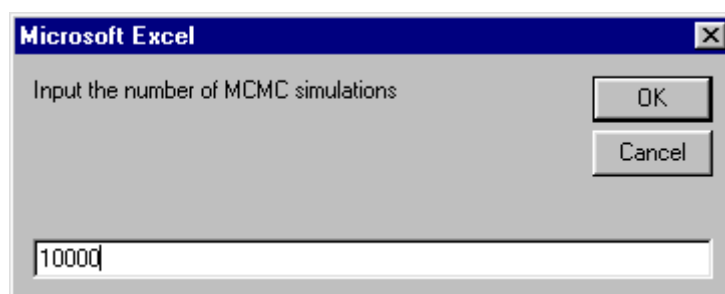 Microsoft Excel
Input the number of MCMC simulations
OK
Cancel
10000